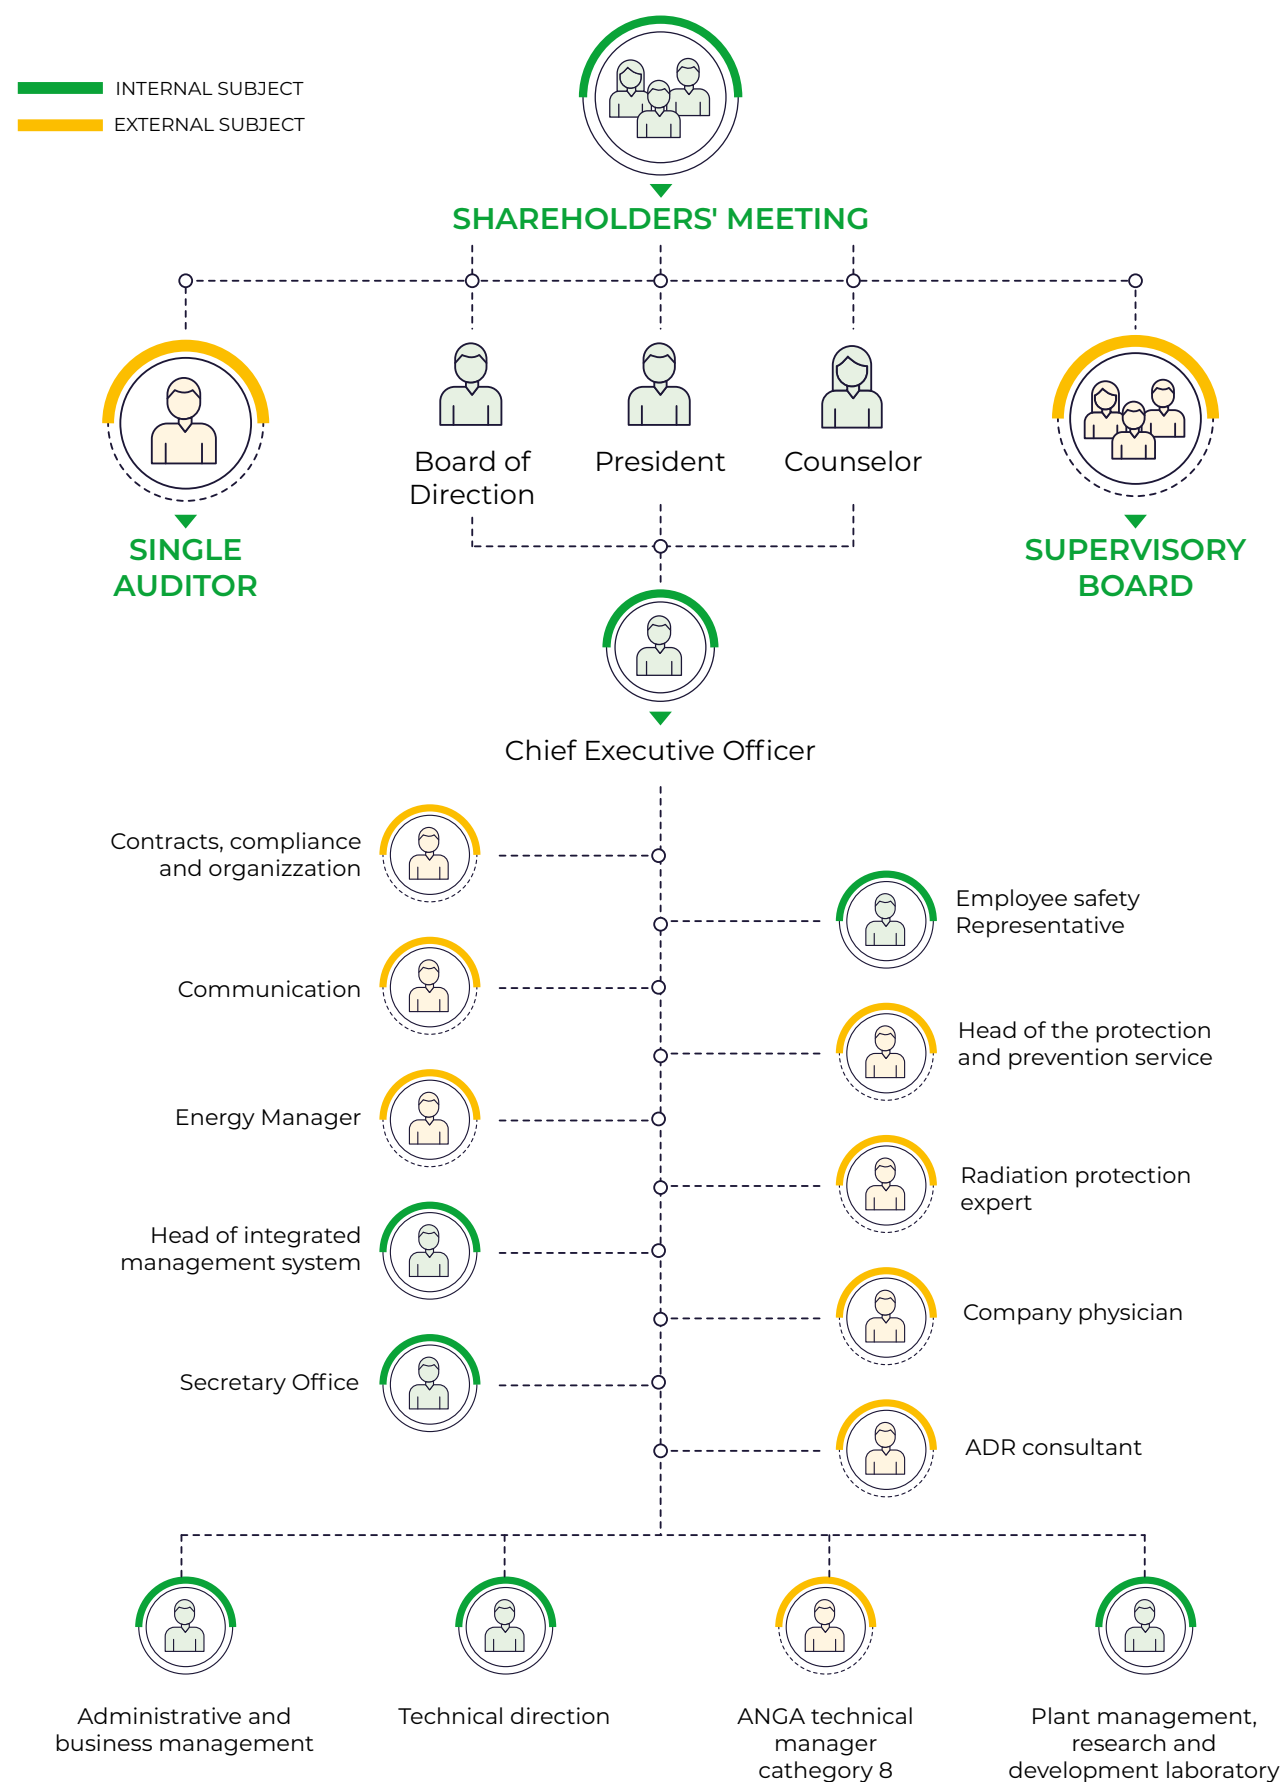 INTERNAL SUBJECT
EXTERNAL SUBJECT
SHAREHOLDERS' MEETING
Board of
Direction
President
Counselor
SINGLE
AUDITOR
SUPERVISORY
BOARD
Chief Executive Officer
Contracts, compliance
and organizzation
Employee safety
Representative
Communication
Head of the protection
and prevention service
Energy Manager
Radiation protection
expert
Head of integrated
management system
Company physician
Secretary Office
ADR consultant
Administrative and
business management
Technical direction
ANGA technical
manager
cathegory 8
Plant management,
research and
development laboratory